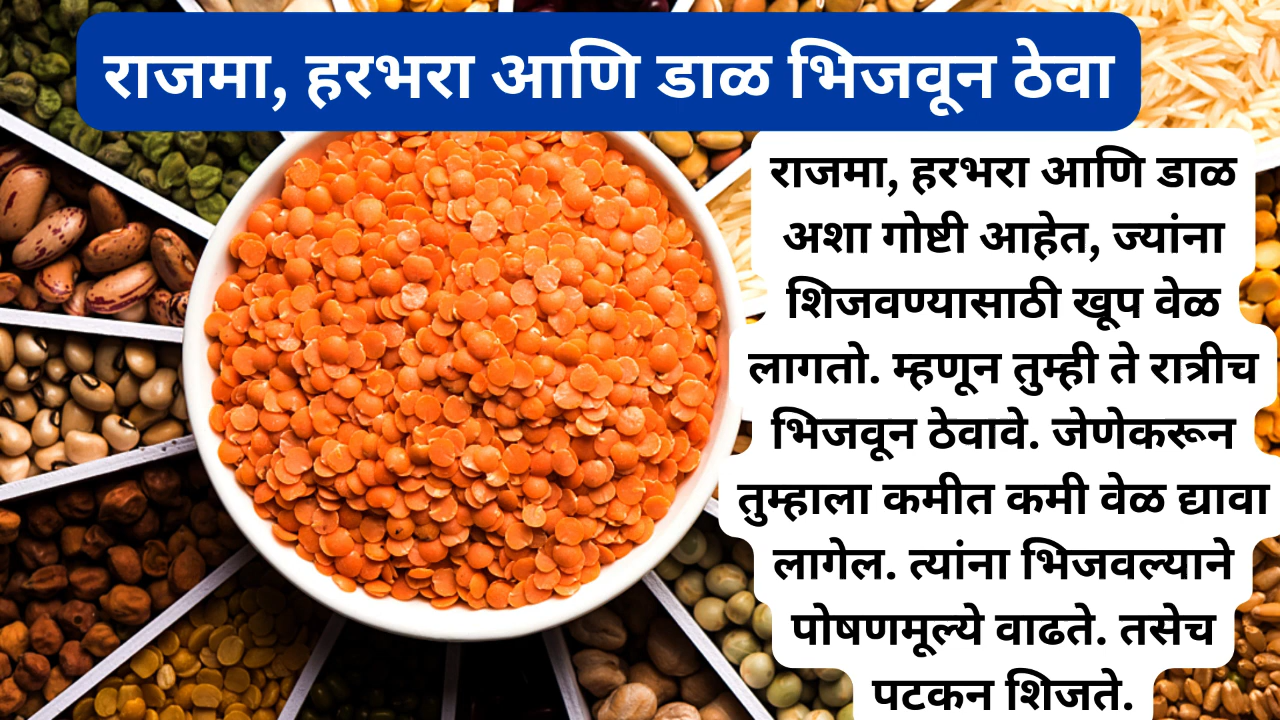 राजमा, हरभरा आणि डाळ भिजवून ठेवा
राजमा, हरभरा आणि डाळ
अशा गोष्टी आहेत, ज्यांना
शिजवण्यासाठी खूप वेळ
लागतो. म्हणून तुम्ही ते रात्रीच
भिजवून ठेवावे. जेणेकरून
तुम्हाला कमीत कमी वेळ द्यावा
लागेल. त्यांना भिजवल्याने
पोषणमूल्ये वाढते. तसेच
पटकन शिजते.